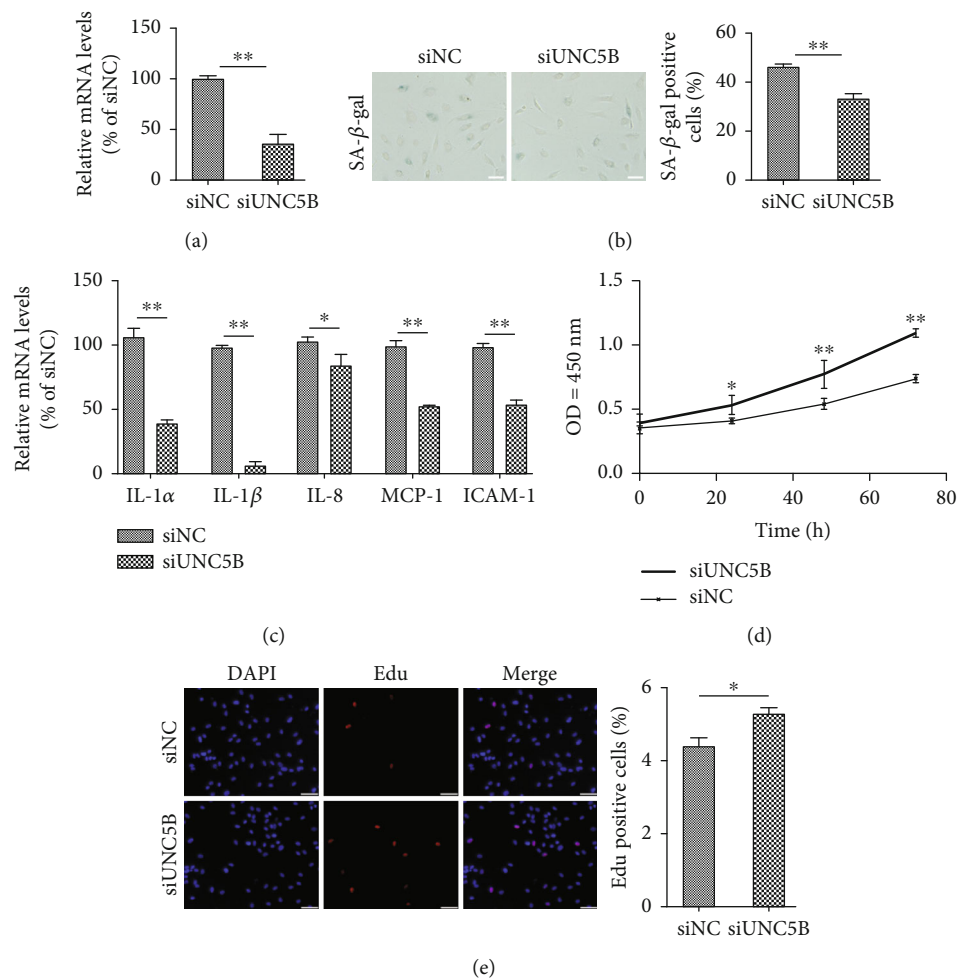 Relative mRNA levels
(% of siNC)
150
100
50
0
**
siNC siUNC5B
(a)
siNC siUNC5B
SA-β-gal
SA-β-gal positive
cells (%)
60
40
20
0
**
siNC siUNC5B
(b)
Relative mRNA levels
(% of siNC)
150
100
50
0
** ** * ** **
IL-1α IL-1β IL-8 MCP-1 ICAM-1
siNC
siUNC5B
(c)
OD = 450 nm
1.5
1.0
0.5
0.0
* ** **
0 20 40 60 80
Time (h)
siUNC5B
siNC
(d)
DAPI Edu Merge
siNC
siUNC5B
Edu positive cells (%)
6
4
2
0
*
siNC siUNC5B
(e)